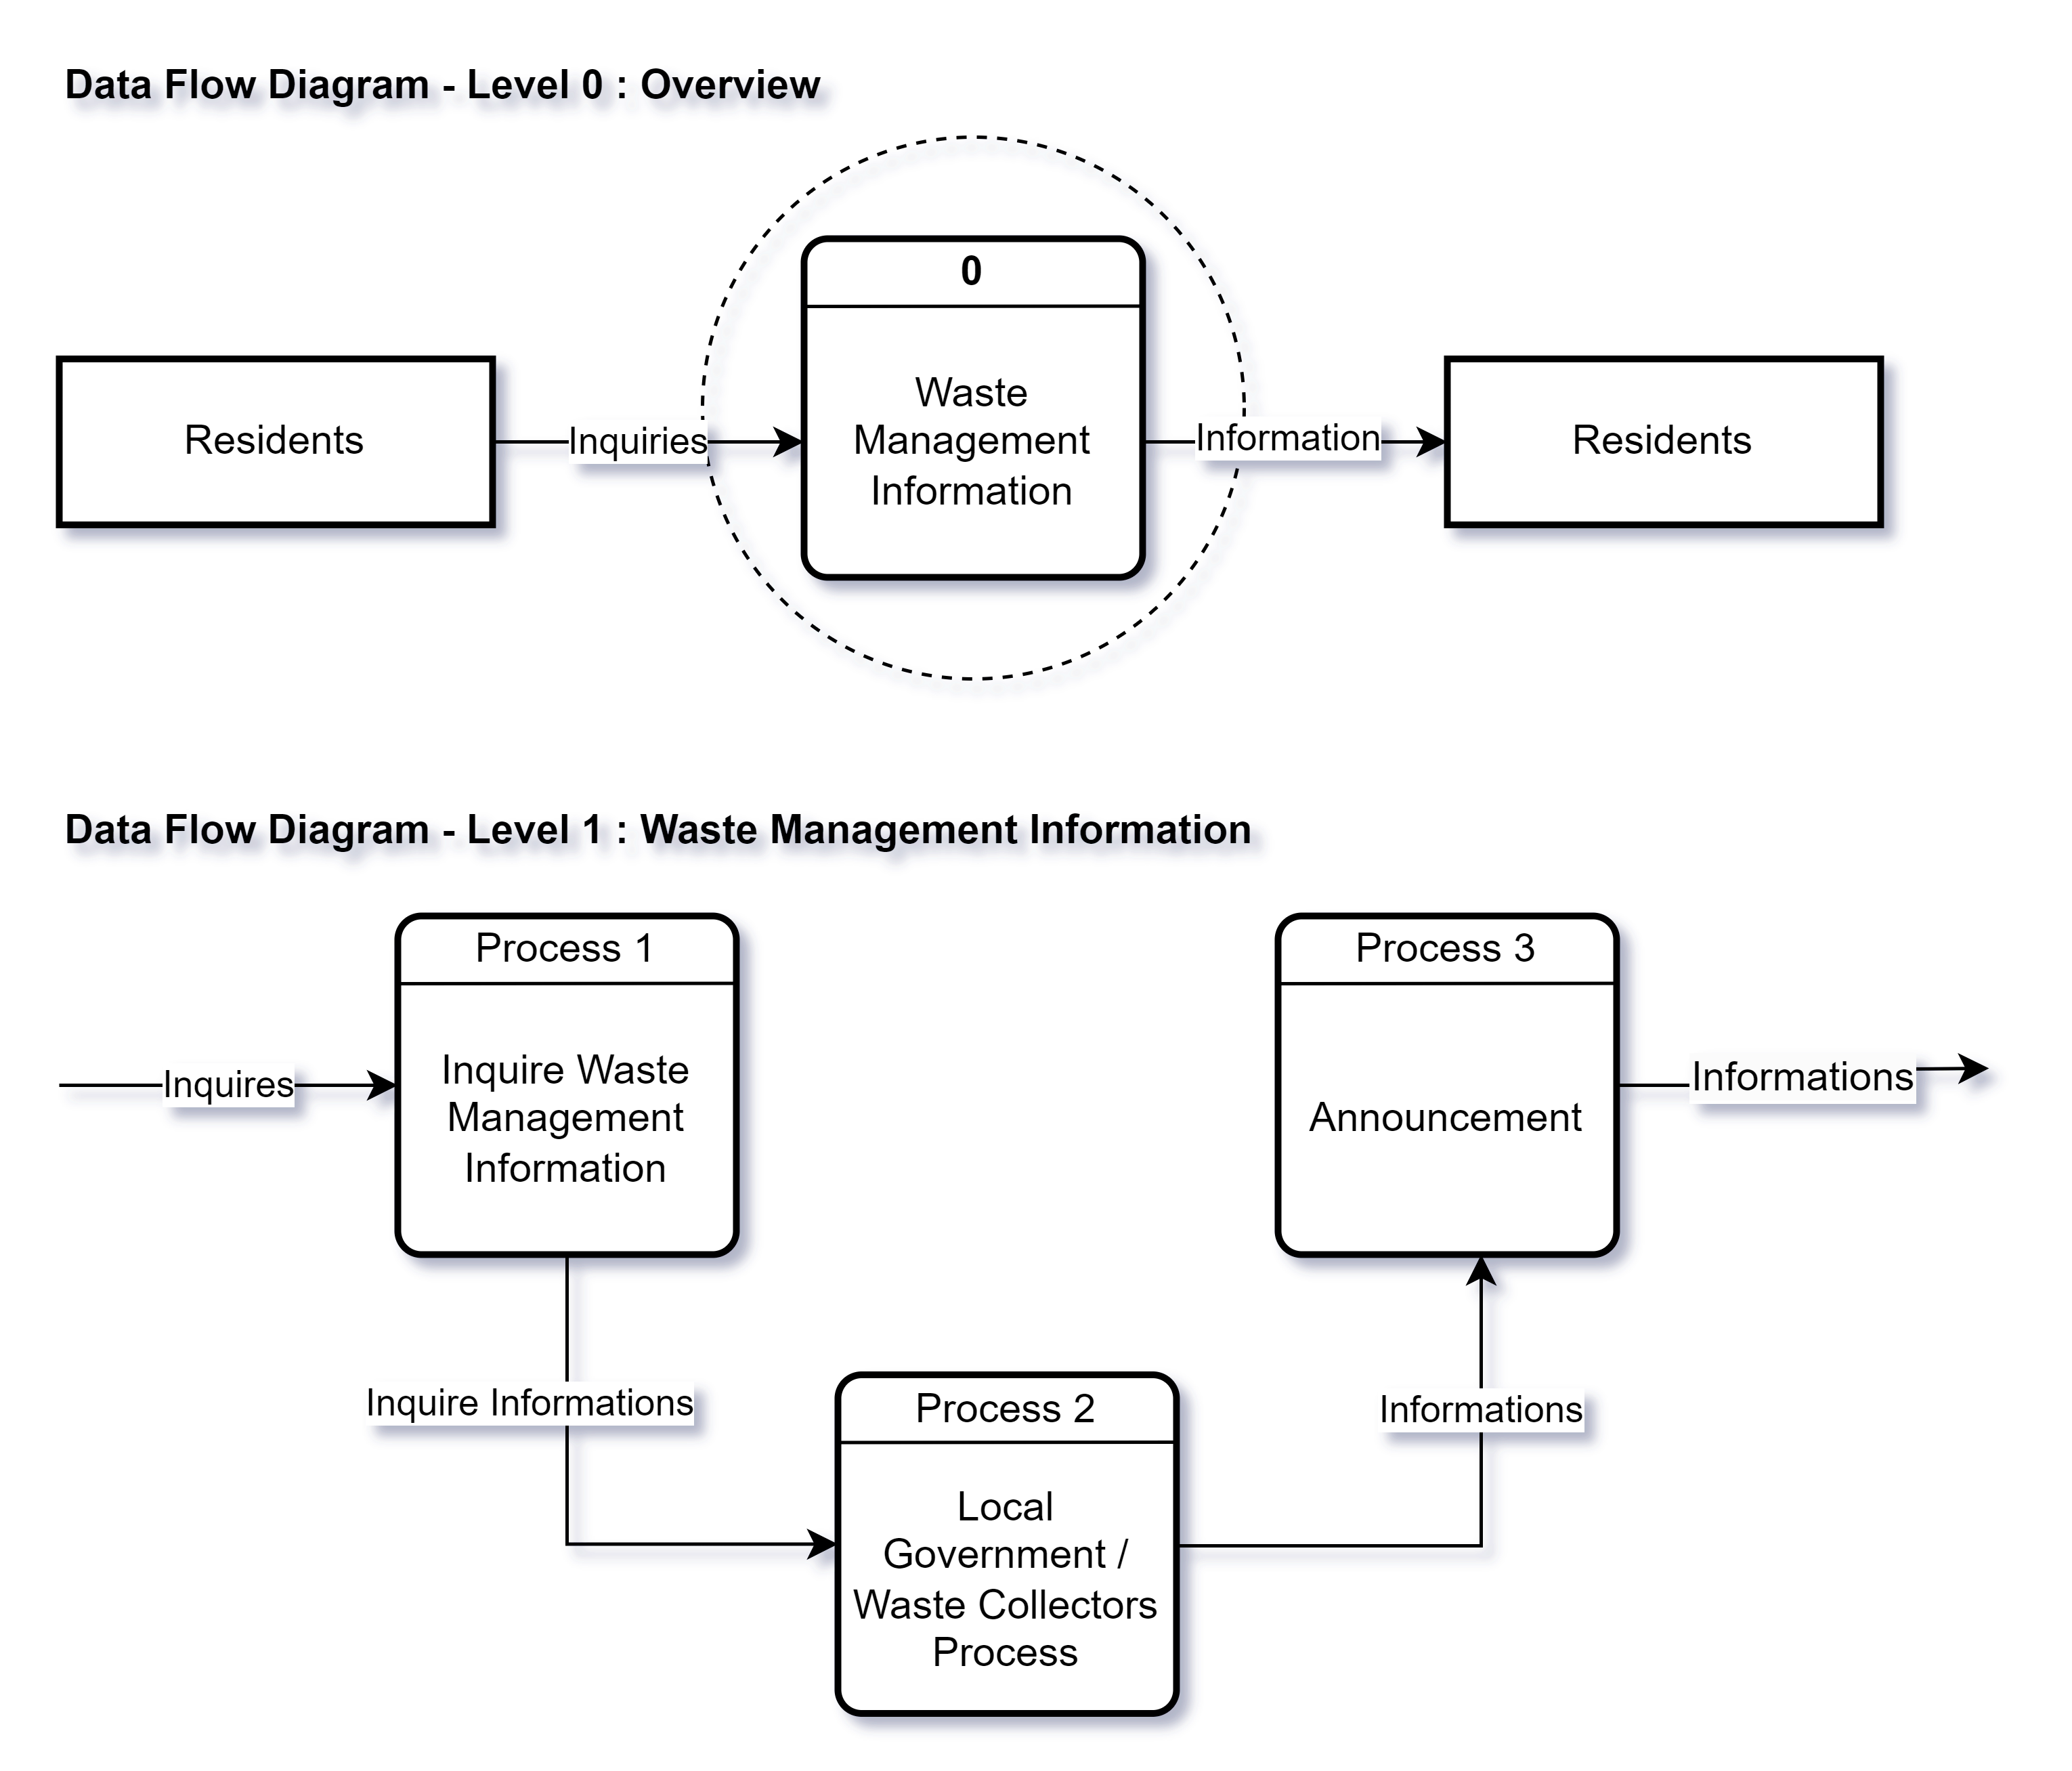 Data Flow Diagram - Level 0 : Overview
0
Residents
Inquiries
Waste
Management
Information
Information
Residents
Data Flow Diagram - Level 1 : Waste Management Information
Process 1
Inquires
Inquire Waste
Management
Information
Process 3
Announcement
Informations
Inquire Informations
Process 2
Local
Government /
Waste Collectors
Process
Informations